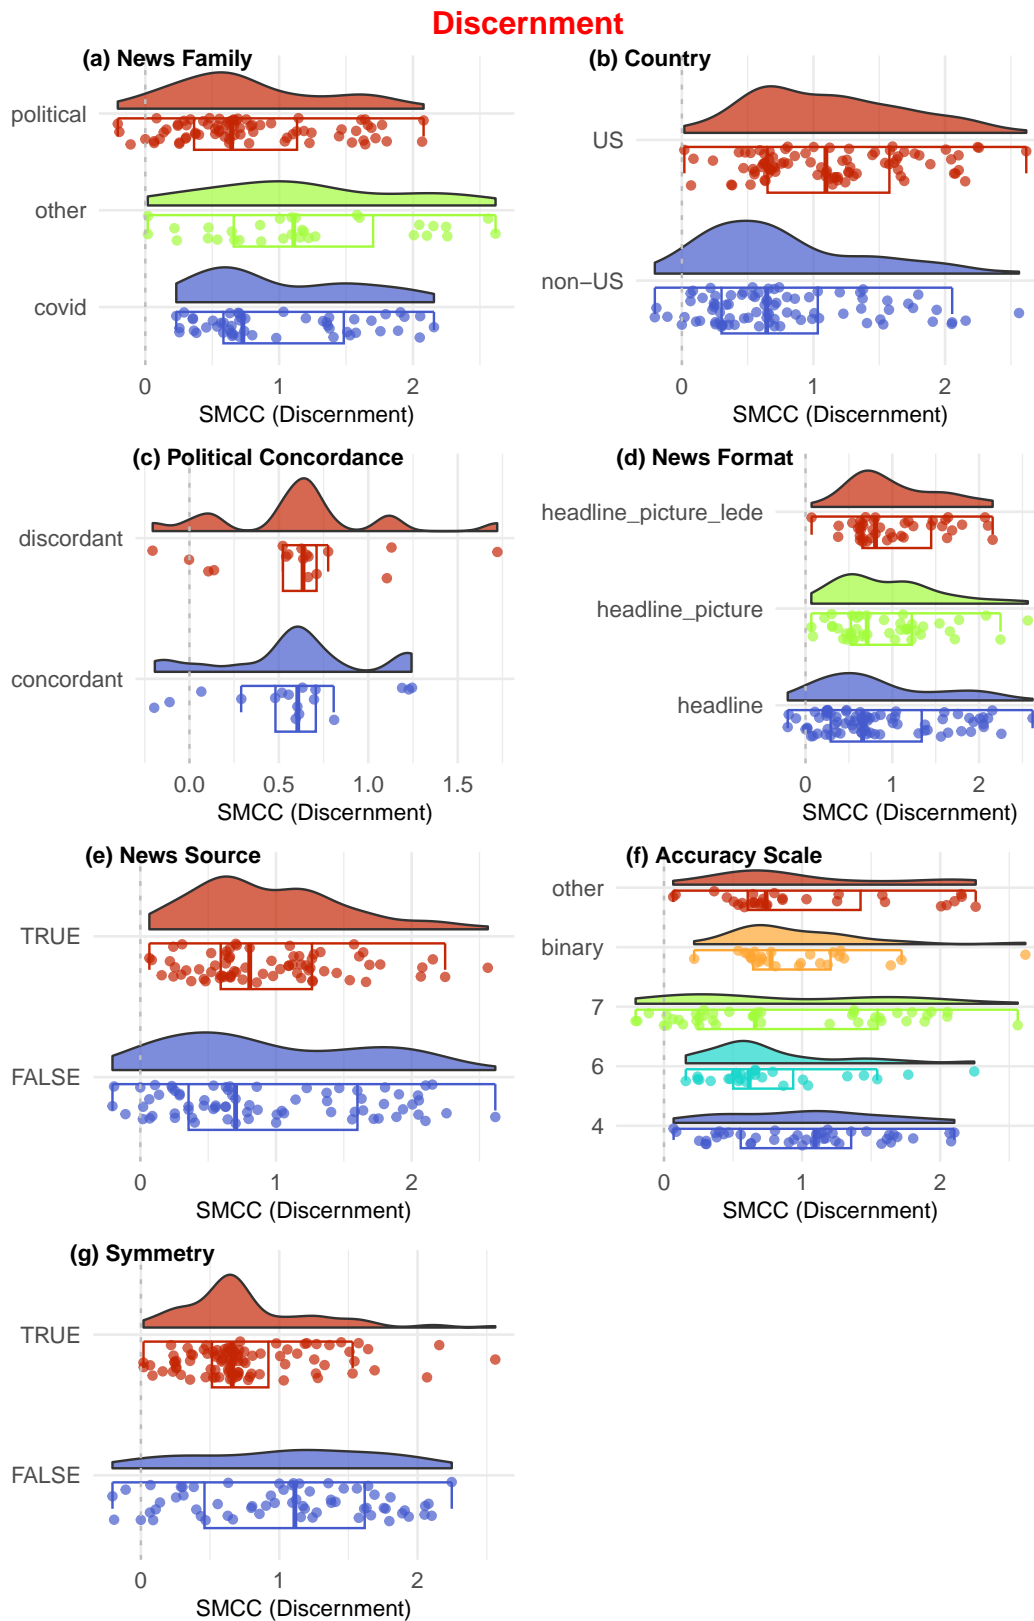 Discernment
(a) News Family
political
other
covid
0 1 2
SMCC (Discernment)
(b) Country
US
non−US
0 1 2
SMCC (Discernment)
(c) Political Concordance
discordant
concordant
0.0 0.5 1.0 1.5
SMCC (Discernment)
(d) News Format
headline_picture_lede
headline_picture
headline
0 1 2
SMCC (Discernment)
(e) News Source
TRUE
FALSE
0 1 2
SMCC (Discernment)
(f) Accuracy Scale
other
binary
7
6
4
0 1 2
SMCC (Discernment)
(g) Symmetry
TRUE
FALSE
0 1 2
SMCC (Discernment)